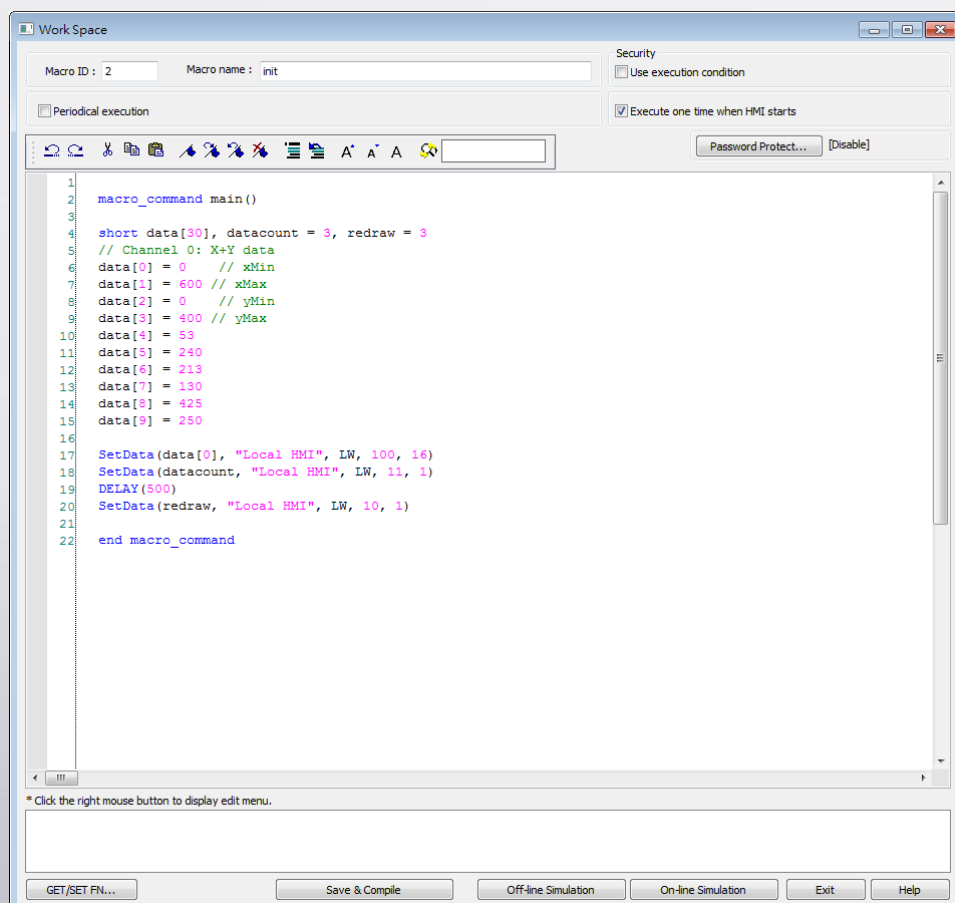 Work Space
Macro ID : 2 Macro name : init
Security
Use execution condition
Periodical execution
Execute one time when HMI starts
A A A
Password Protect... [Disable]
1
2 macro_command main()
3
4 short data[30], datacount = 3, redraw = 3
5 // Channel 0: X+Y data
6 data[0] = 0 // xMin
7 data[1] = 600 // xMax
8 data[2] = 0 // yMin
9 data[3] = 400 // yMax
10 data[4] = 53
11 data[5] = 240
12 data[6] = 213
13 data[7] = 130
14 data[8] = 425
15 data[9] = 250
16
17 SetData(data[0], "Local HMI", LW, 100, 16)
18 SetData(datacount, "Local HMI", LW, 11, 1)
19 DELAY(500)
20 SetData(redraw, "Local HMI", LW, 10, 1)
21
22 end macro_command
* Click the right mouse button to display edit menu.
GET/SET FN... Save & Compile Off-line Simulation On-line Simulation Exit Help